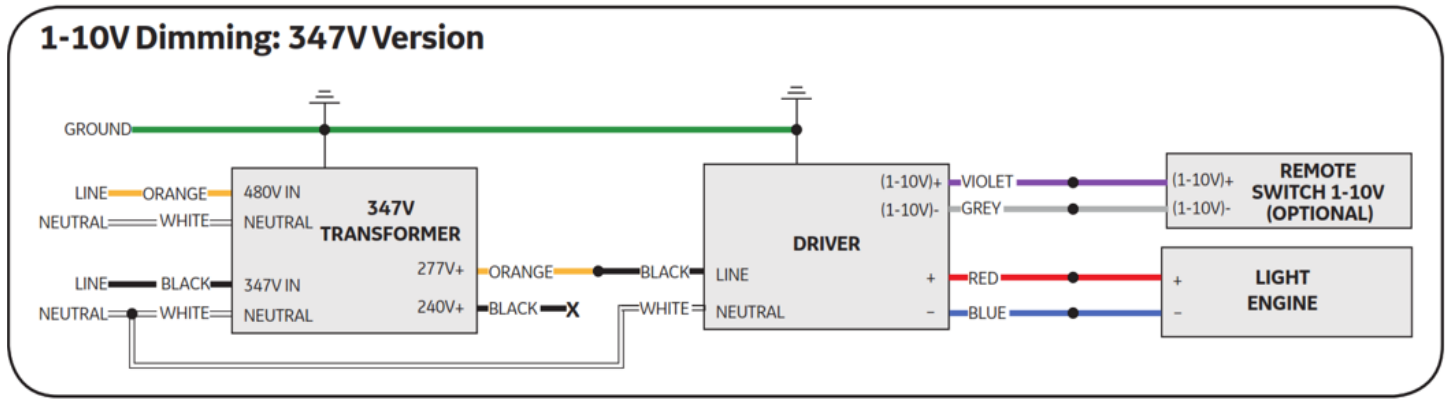 1-10V Dimming: 347V Version
GROUND
LINE ORANGE 480V IN
NEUTRAL WHITE NEUTRAL
347V
TRANSFORMER
LINE BLACK 347V IN
NEUTRAL WHITE NEUTRAL
277V+ ORANGE BLACK LINE
240V+ BLACK X WHITE NEUTRAL
DRIVER
(1-10V)+ VIOLET (1-10V)+
(1-10V)- GREY (1-10V)-
REMOTE
SWITCH 1-10V
(OPTIONAL)
+ RED +
– BLUE –
LIGHT
ENGINE